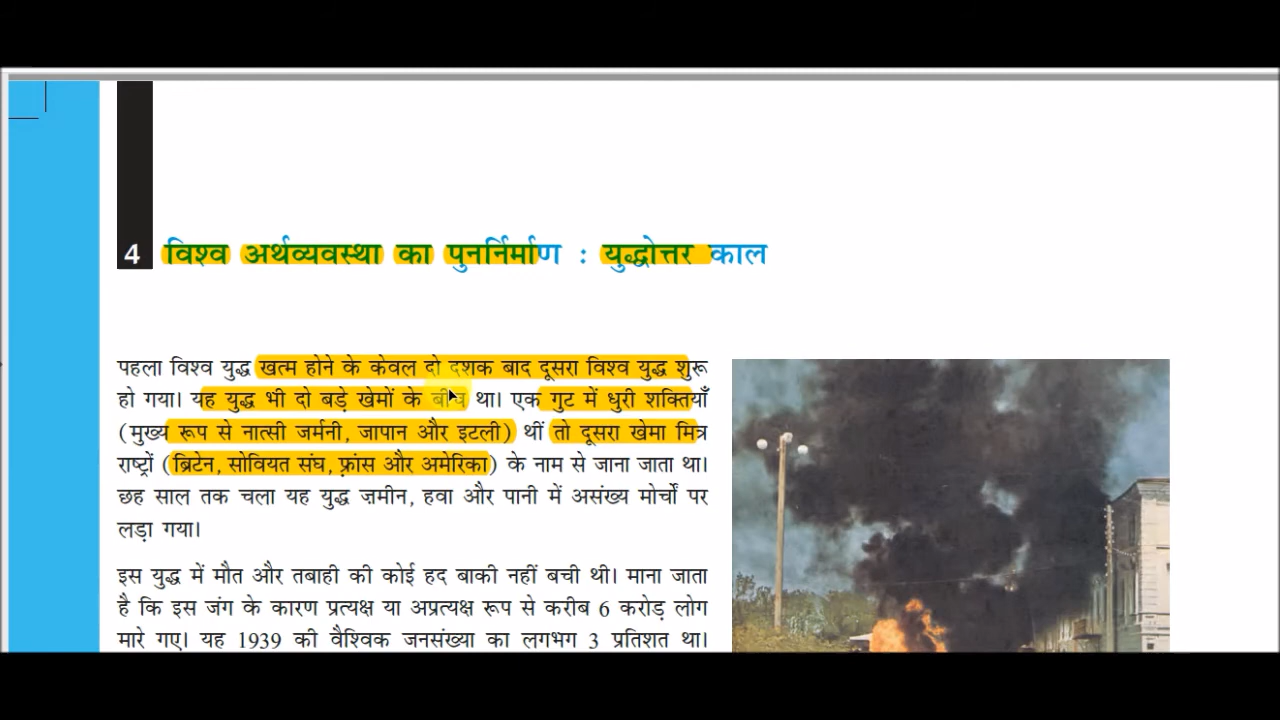 4 विश्व अर्थव्यवस्था का पुनर्निर्माण : युद्धोत्तर काल
पहला विश्व युद्ध खत्म होने के केवल दो दशक बाद दूसरा विश्व युद्ध शुरू
हो गया। यह युद्ध भी दो बड़े खेमों के बीच था। एक गुट में धुरी शक्तियाँ
(मुख्य रूप से नात्सी जर्मनी, जापान और इटली) थीं तो दूसरा खेमा मित्र
राष्ट्रों (ब्रिटेन, सोवियत संघ, फ़्रांस और अमेरिका) के नाम से जाना जाता था।
छह साल तक चला यह युद्ध ज़मीन, हवा और पानी में असंख्य मोर्चों पर
लड़ा गया।
इस युद्ध में मौत और तबाही की कोई हद बाकी नहीं बची थी। माना जाता
है कि इस जंग के कारण प्रत्यक्ष या अप्रत्यक्ष रूप से करीब 6 करोड़ लोग
मारे गए। यह 1939 की वैश्विक जनसंख्या का लगभग 3 प्रतिशत था।